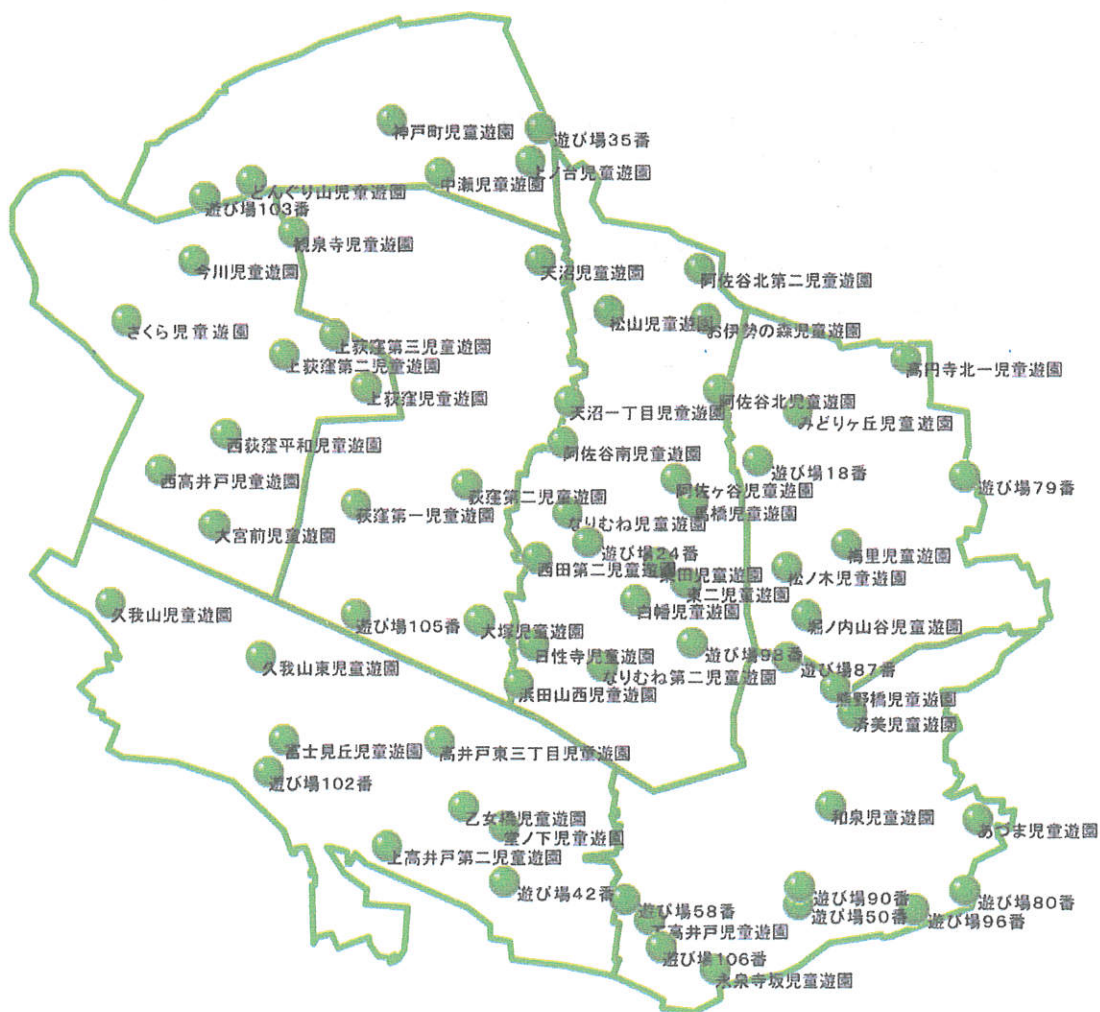 神戸町児童遊園
遊び場35番
上ノ台児童遊園
中瀬児童遊園
どんぐり山児童遊園
遊び場103番
観泉寺児童遊園
今川児童遊園
天沼児童遊園
阿佐谷北第二児童遊園
さくら児童遊園
松山児童遊園
お伊勢の森児童遊園
上荻窪第三児童遊園
上荻窪第二児童遊園
高円寺北一児童遊園
上荻窪児童遊園
天沼一丁目児童遊園
阿佐谷北児童遊園
みどりヶ丘児童遊園
西荻窪平和児童遊園
阿佐谷南児童遊園
遊び場18番
西高井戸児童遊園
遊び場79番
阿佐ヶ谷児童遊園
荻窪第二児童遊園
馬橋児童遊園
荻窪第一児童遊園
なりむね児童遊園
大宮前児童遊園
遊び場24番
梅里児童遊園
西田第二児童遊園
東田児童遊園
松ノ木児童遊園
東二児童遊園
久我山児童遊園
白幡児童遊園
遊び場105番
大塚児童遊園
堀ノ内山谷児童遊園
久我山東児童遊園
日性寺児童遊園
遊び場98番
遊び場87番
なりむね第二児童遊園
浜田山西児童遊園
熊野橋児童遊園
済美児童遊園
富士見丘児童遊園
高井戸東三丁目児童遊園
遊び場102番
乙女橋児童遊園
和泉児童遊園
堂ノ下児童遊園
あづま児童遊園
上高井戸第二児童遊園
遊び場42番
遊び場90番
遊び場80番
遊び場58番
遊び場50番
遊び場96番
下高井戸児童遊園
遊び場106番
永泉寺坂児童遊園